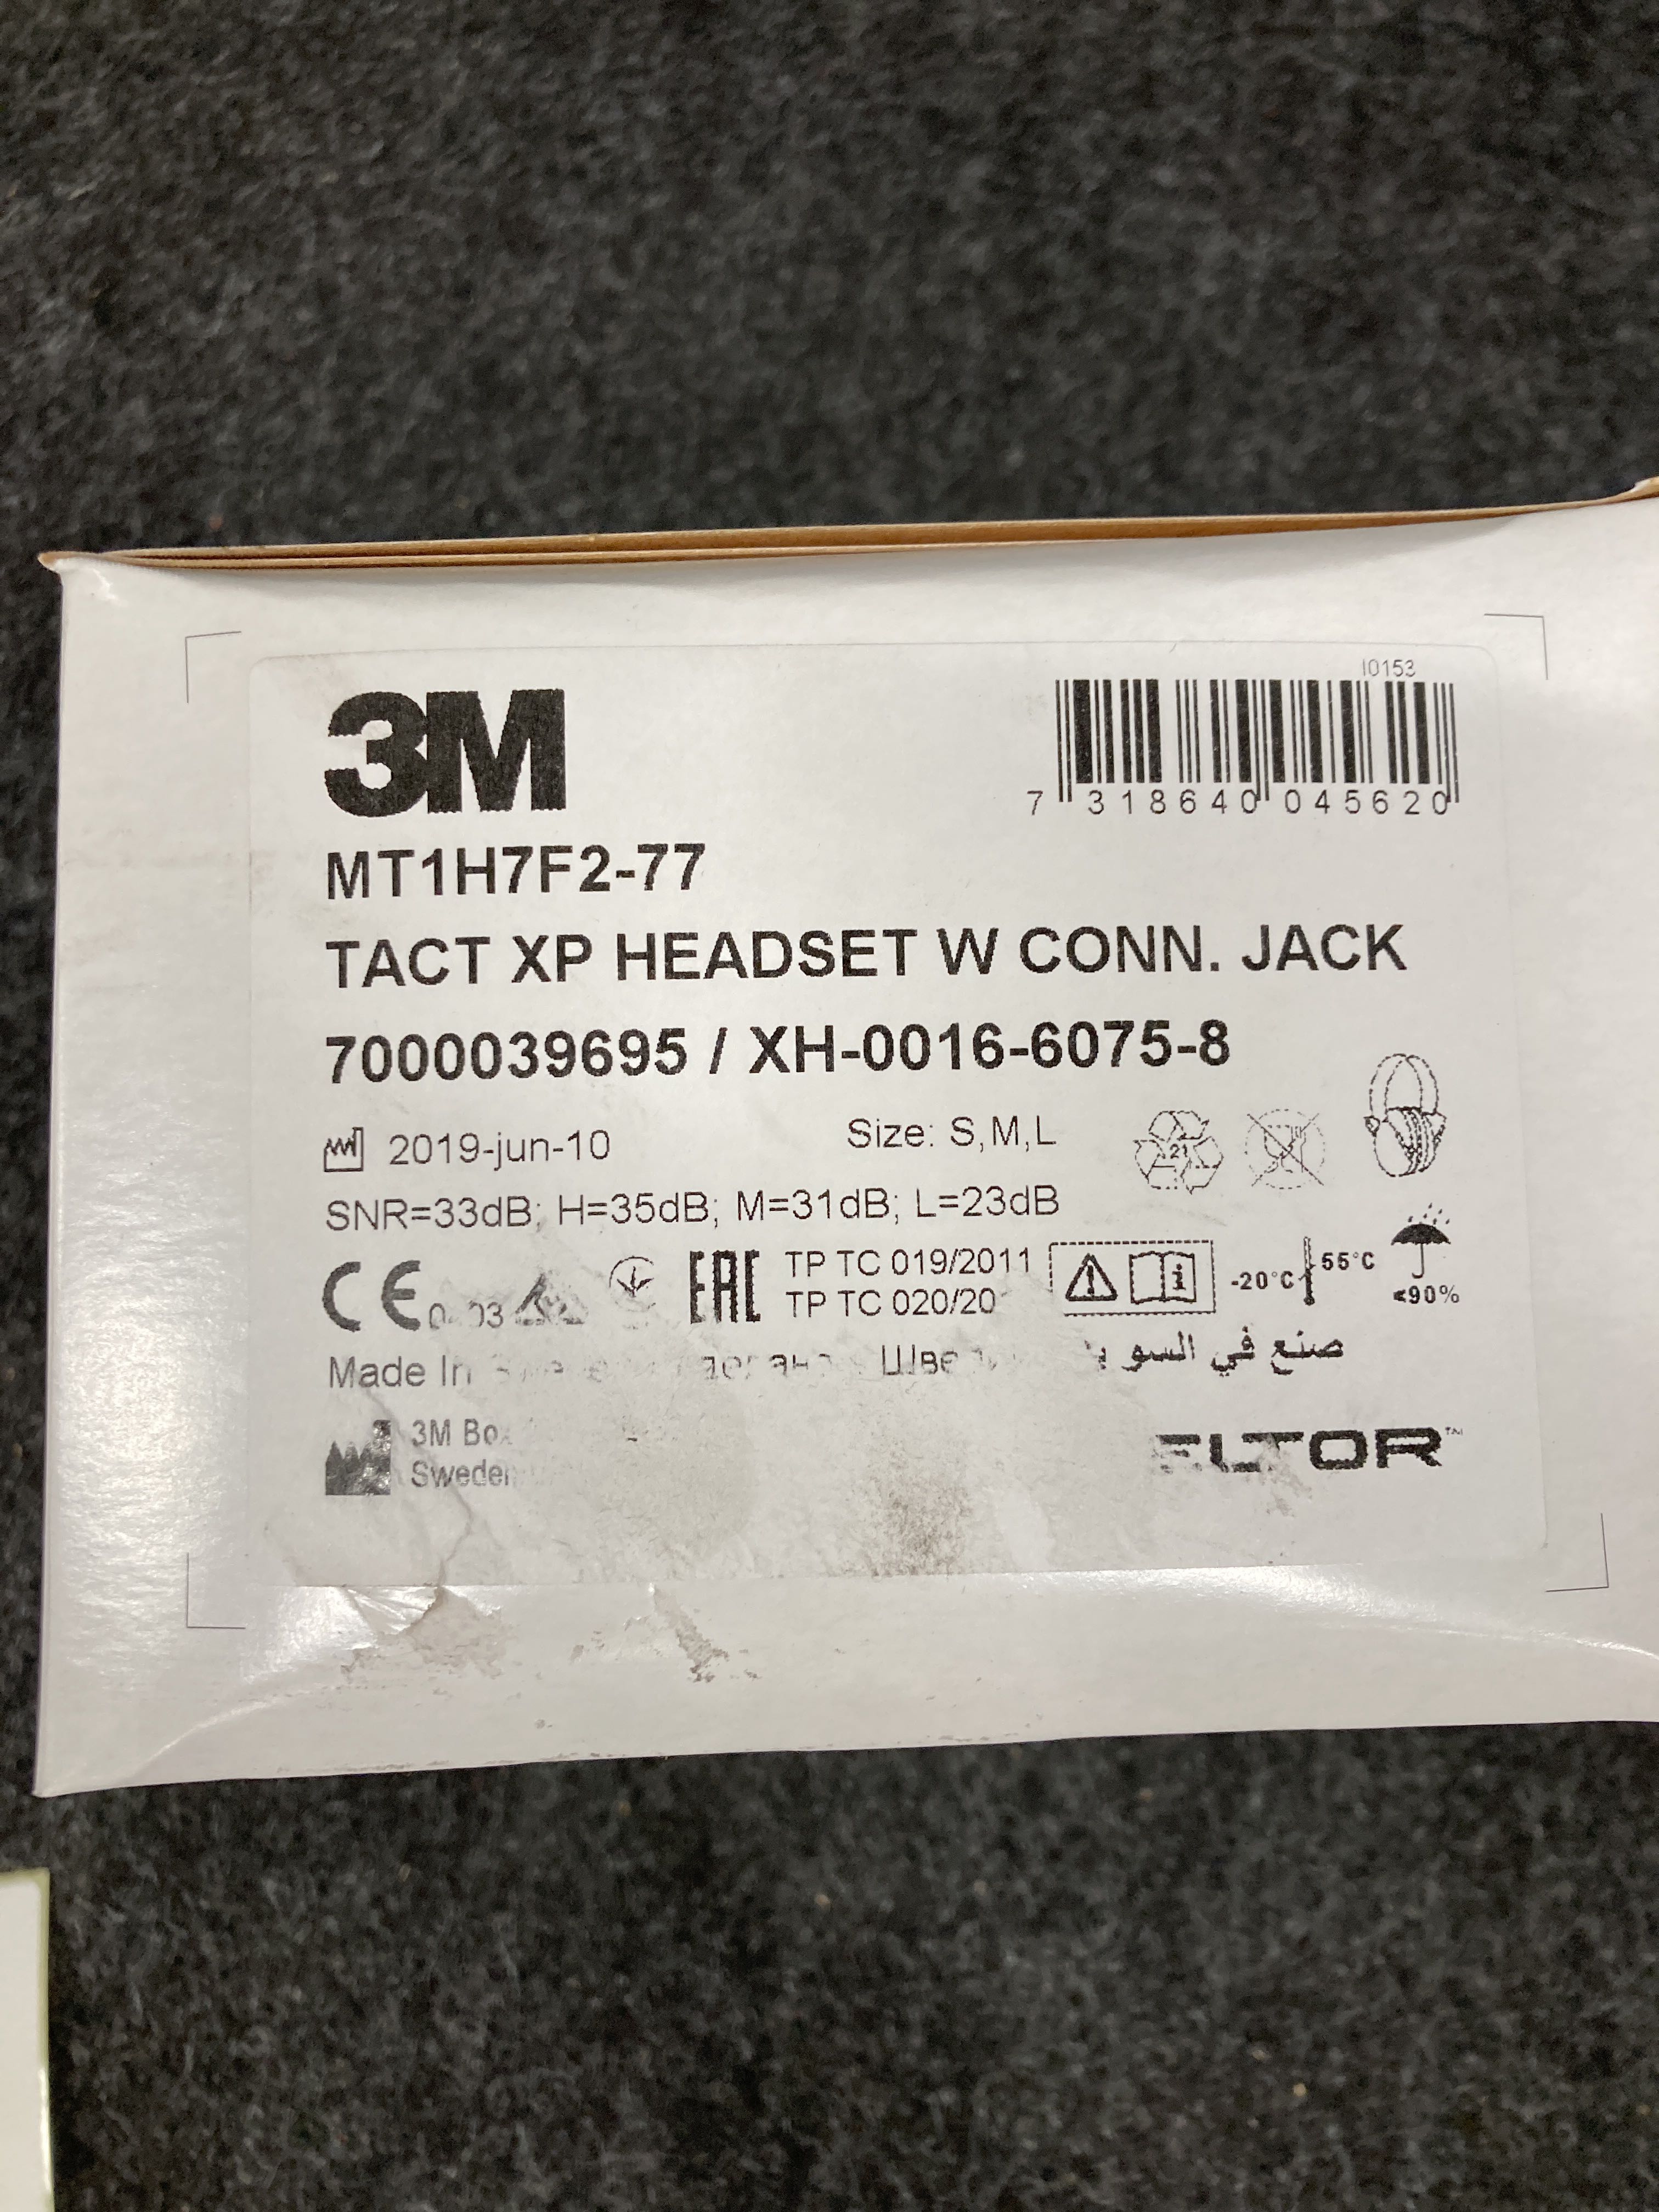 I0153
3M
7 318640 045620
MT1H7F2-77
TACT XP HEADSET W CONN. JACK
7000039695 / XH-0016-6075-8
2019-jun-10
Size: S,M,L
21
SNR=33dB; H=35dB; M=31dB; L=23dB
CE
EAC
TP TC 019/2011
TP TC 020/20
-20°C 55°C
<90%
Made In
صنع في
3M
Sweden